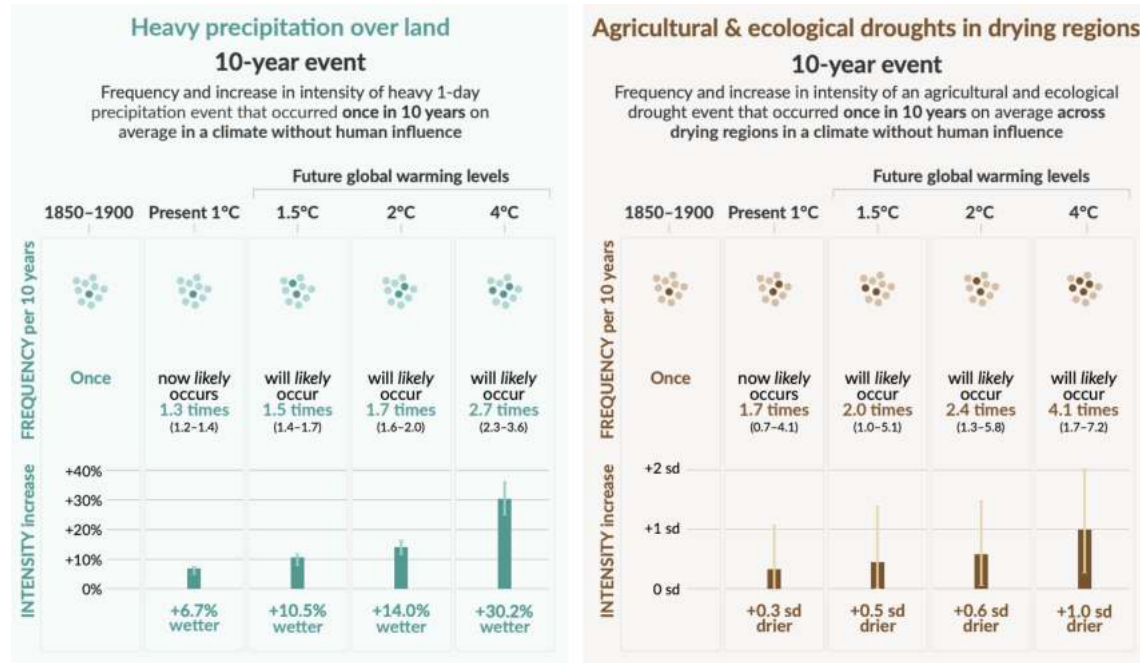 Heavy precipitation over land
10-year event
Frequency and increase in intensity of heavy 1-day
precipitation event that occurred once in 10 years on
average in a climate without human influence
Future global warming levels
1850–1900 Present 1°C 1.5°C 2°C 4°C
FREQUENCY per 10 years
Once
now likely
occurs
1.3 times
(1.2–1.4)
will likely
occur
1.5 times
(1.4–1.7)
will likely
occur
1.7 times
(1.6–2.0)
will likely
occur
2.7 times
(2.3–3.6)
INTENSITY increase
+40%
+30%
+20%
+10%
0%
+6.7%
wetter
+10.5%
wetter
+14.0%
wetter
+30.2%
wetter
Agricultural & ecological droughts in drying regions
10-year event
Frequency and increase in intensity of an agricultural and ecological
drought event that occurred once in 10 years on average across
drying regions in a climate without human influence
Future global warming levels
1850–1900 Present 1°C 1.5°C 2°C 4°C
FREQUENCY per 10 years
Once
now likely
occurs
1.7 times
(0.7–4.1)
will likely
occur
2.0 times
(1.0–5.1)
will likely
occur
2.4 times
(1.3–5.8)
will likely
occur
4.1 times
(1.7–7.2)
INTENSITY increase
+2 sd
+1 sd
0 sd
+0.3 sd
drier
+0.5 sd
drier
+0.6 sd
drier
+1.0 sd
drier